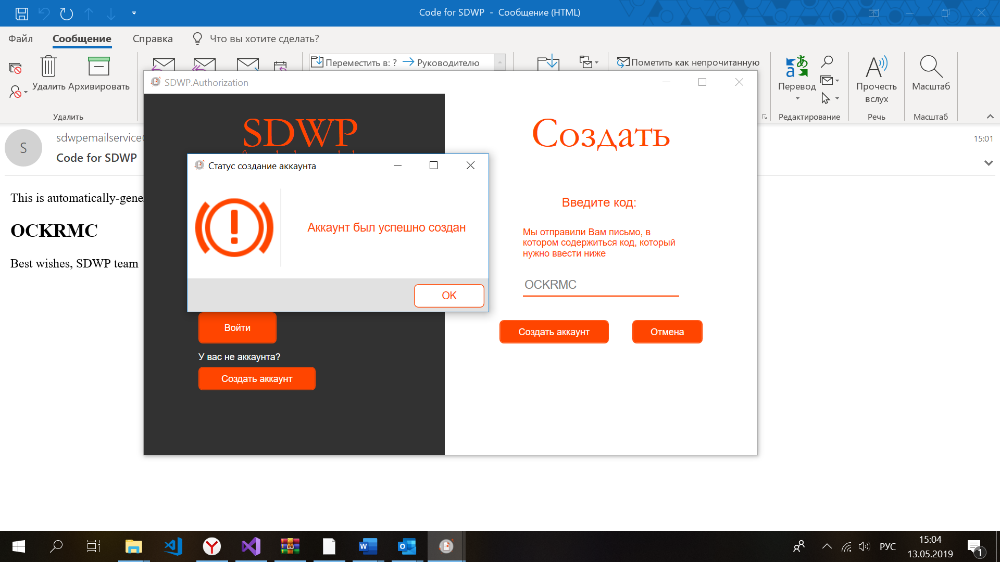 Code for SDWP - Сообщение (HTML)
Файл
Сообщение
Справка
Что вы хотите сделать?
Удалить
Архивировать
Переместить в: ?
Руководителю
Пометить как непрочитанную
Перевод
Прочесть
вслух
Масштаб
Удалить
Редактирование
Речь
Масштаб
S
sdwpemailservice
Code for SDWP
15:01
This is automatically-gene
OCKRMC
Best wishes, SDWP team
SDWP.Authorization
SDWP
Войти
У вас не аккаунта?
Создать аккаунт
Создать
Введите код:
Мы отправили Вам письмо, в
котором содержиться код, который
нужно ввести ниже
OCKRMC
Создать аккаунт
Отмена
Статус создание аккаунта
Аккаунт был успешно создан
OK
РУС
15:04
13.05.2019
1